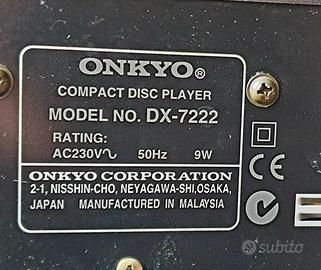 ONKYO®
COMPACT DISC PLAYER
MODEL NO. DX-7222
RATING:
AC230V∿ 50Hz 9W
ONKYO CORPORATION
2-1, NISSHIN-CHO, NEYAGAWA-SHI,OSAKA,
JAPAN MANUFACTURED IN MALAYSIA
CE
subito